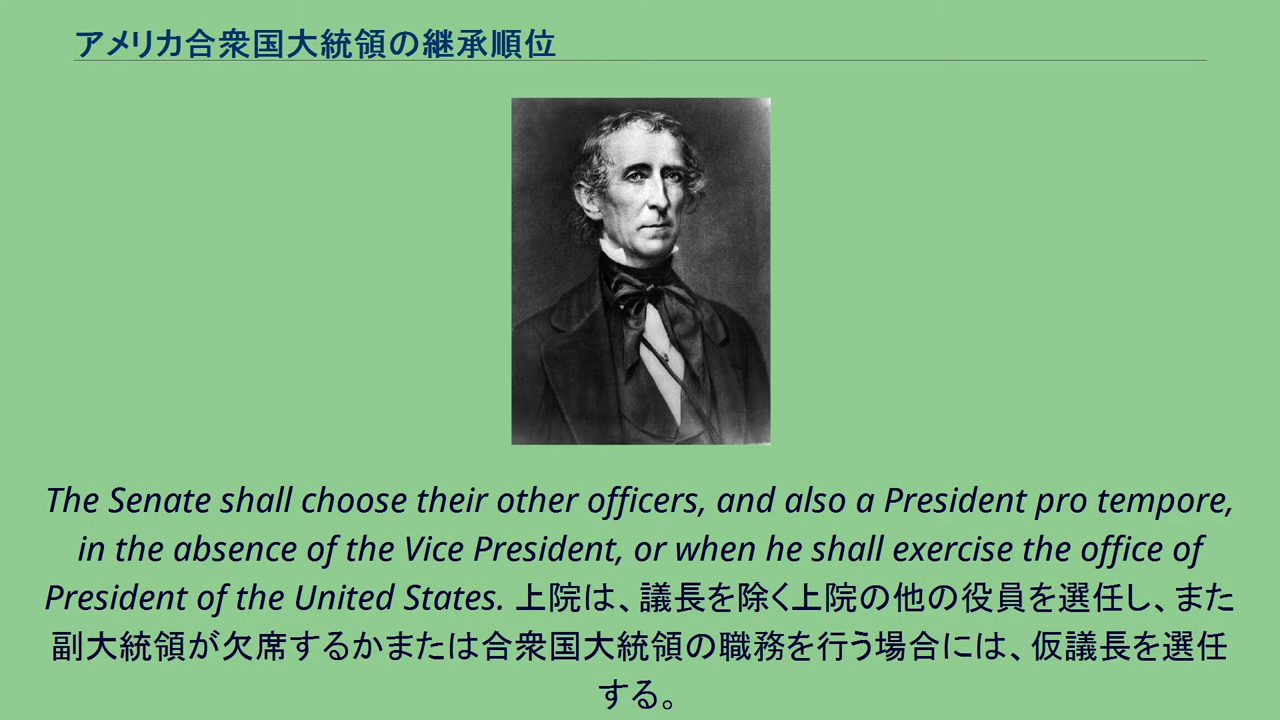 アメリカ合衆国大統領の継承順位
The Senate shall choose their other officers, and also a President pro tempore,
in the absence of the Vice President, or when he shall exercise the office of
President of the United States. 上院は、議長を除く上院の他の役員を選任し、また
副大統領が欠席するかまたは合衆国大統領の職務を行う場合には、仮議長を選任
する。